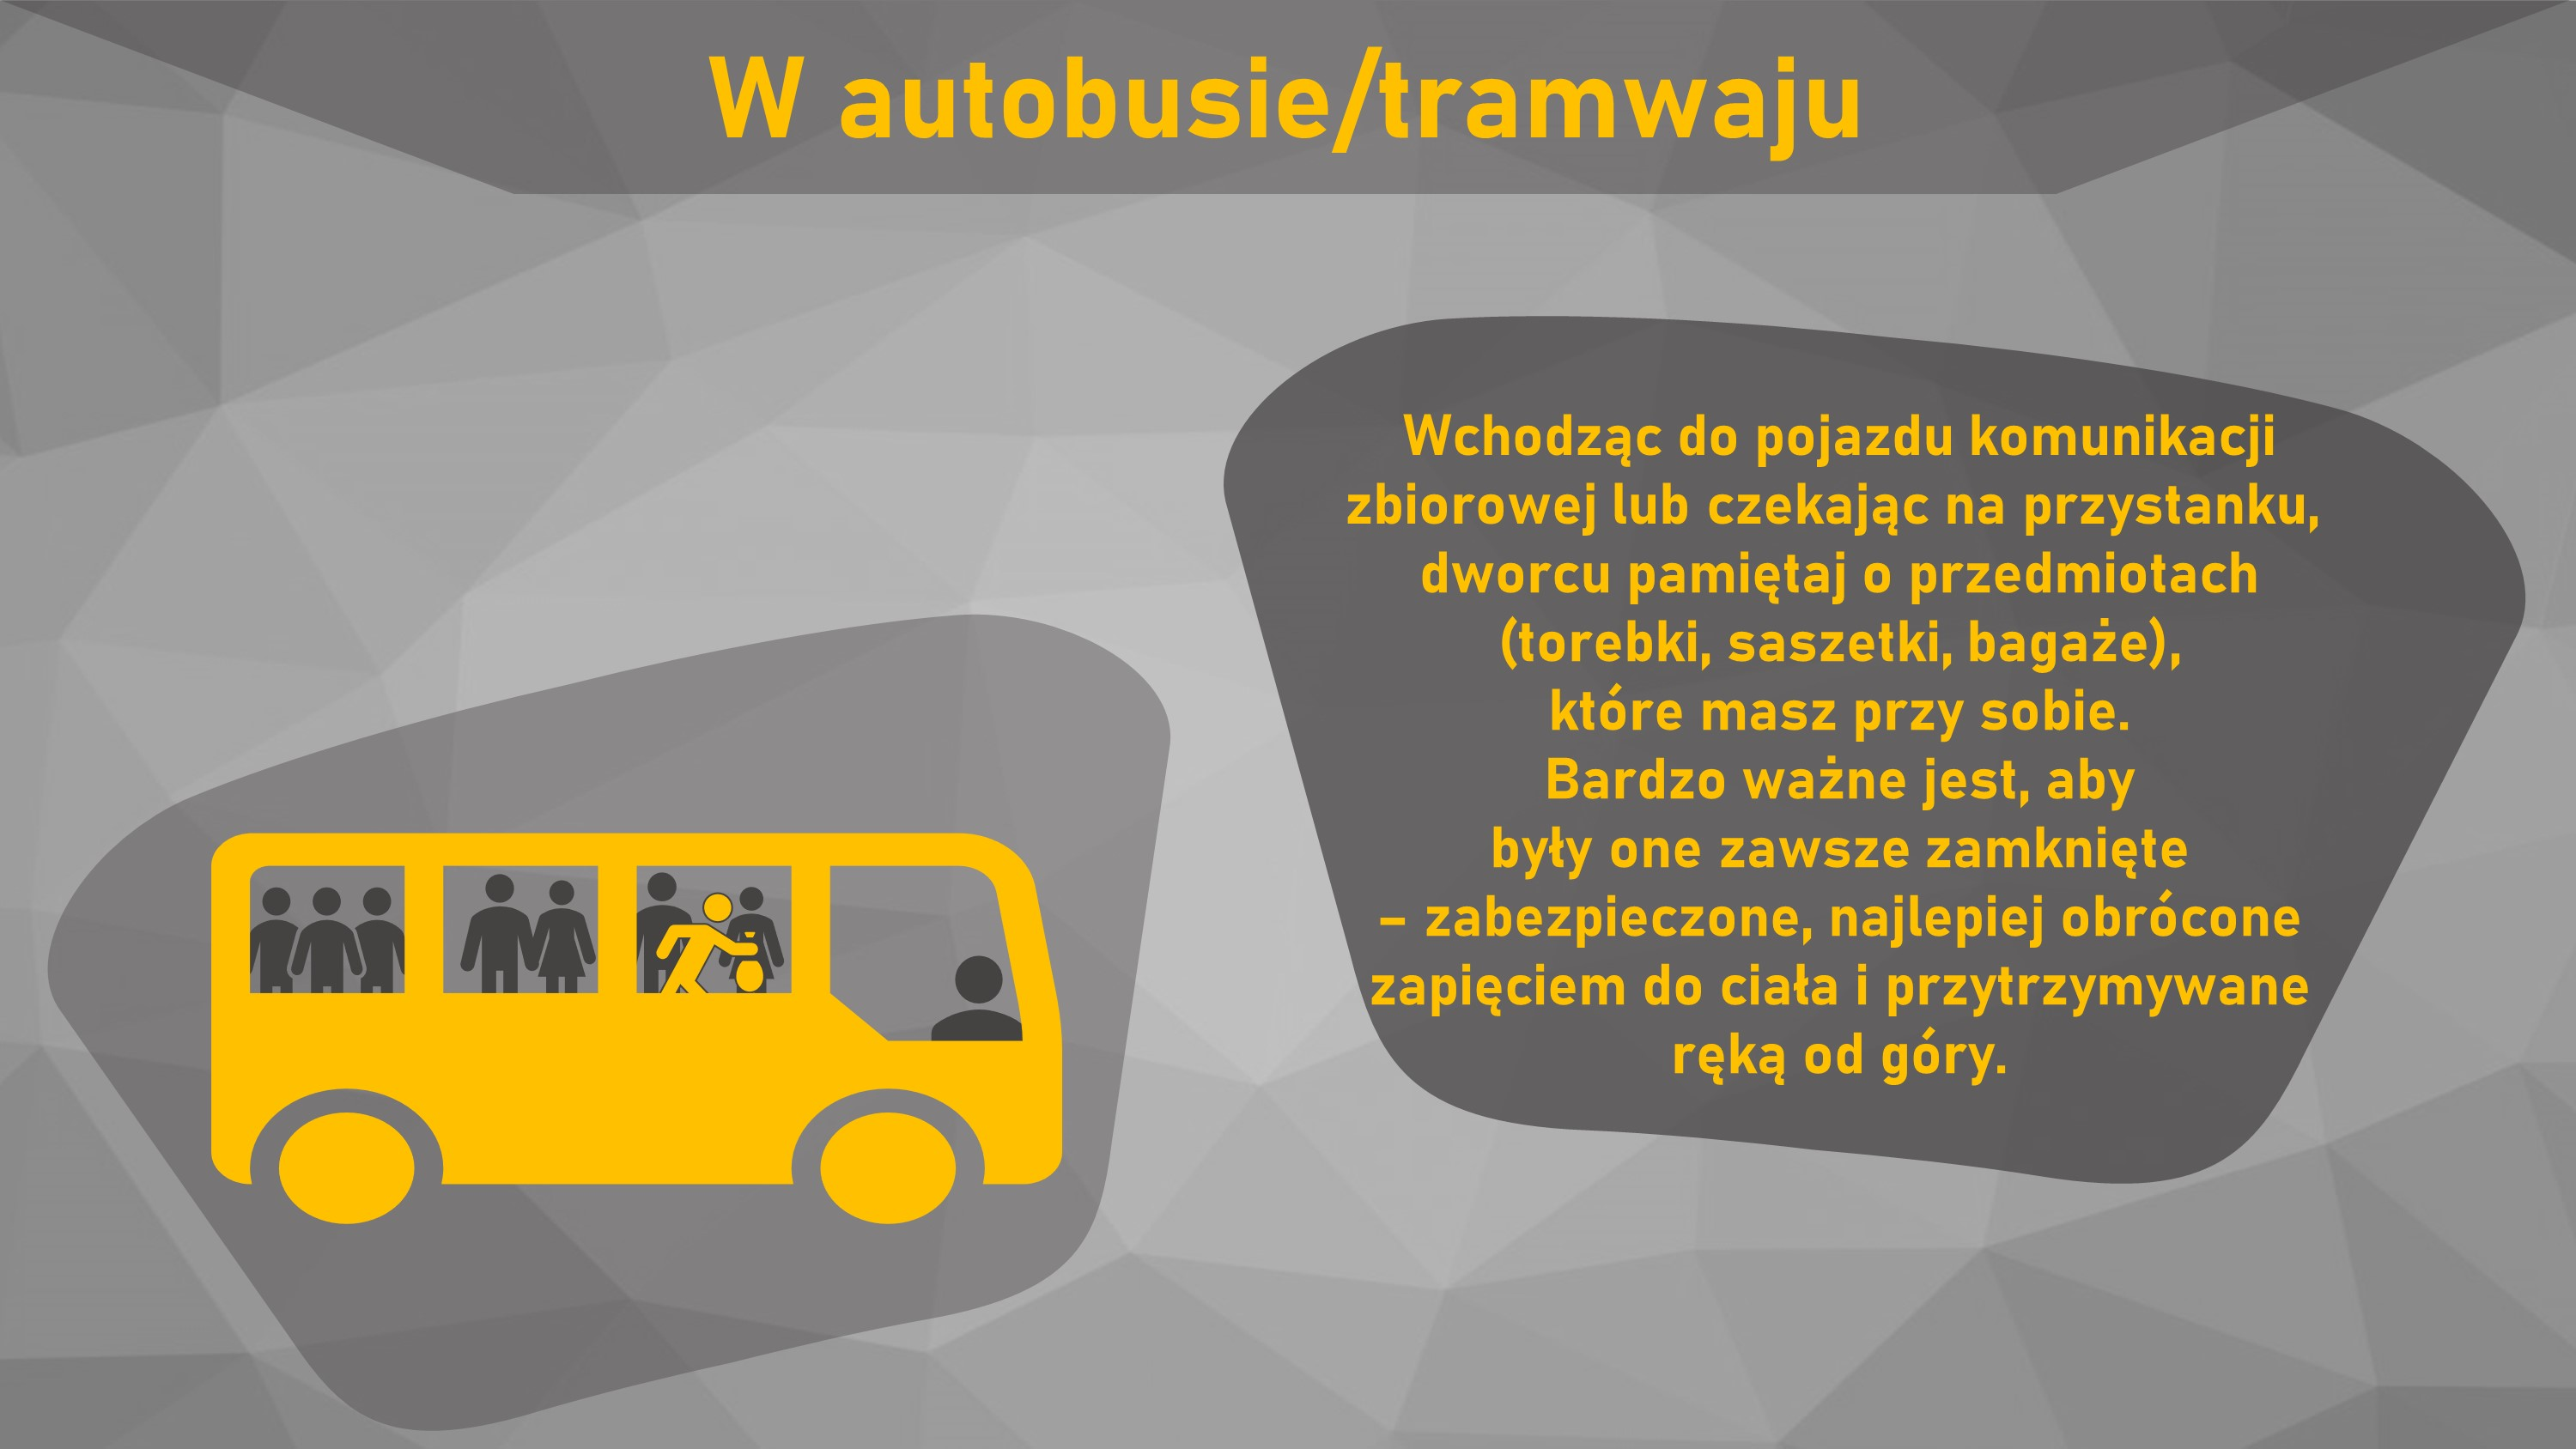 W autobusie/tramwaju
Wchodząc do pojazdu komunikacji
zbiorowej lub czekając na przystanku,
dworcu pamiętaj o przedmiotach
(torebki, saszetki, bagaże),
które masz przy sobie.
Bardzo ważne jest, aby
były one zawsze zamknięte
– zabezpieczone, najlepiej obrócone
zapięciem do ciała i przytrzymywane
ręką od góry.